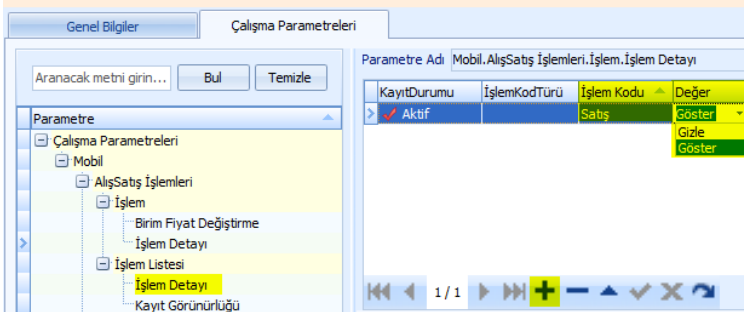 Genel Bilgiler
Çalışma Parametreleri
Aranacak metni girin...
Bul
Temizle
Parametre
Çalışma Parametreleri
Mobil
AlışSatış İşlemleri
İşlem
Birim Fiyat Değiştirme
İşlem Detayı
İşlem Listesi
İşlem Detayı
Kayıt Görünürlüğü
Parametre Adı Mobil.AlışSatış İşlemleri.İşlem.İşlem Detayı
KayıtDurumu İşlemKodTürü İşlem Kodu Değer
Aktif Satış Göster
Gizle
Göster
1 / 1